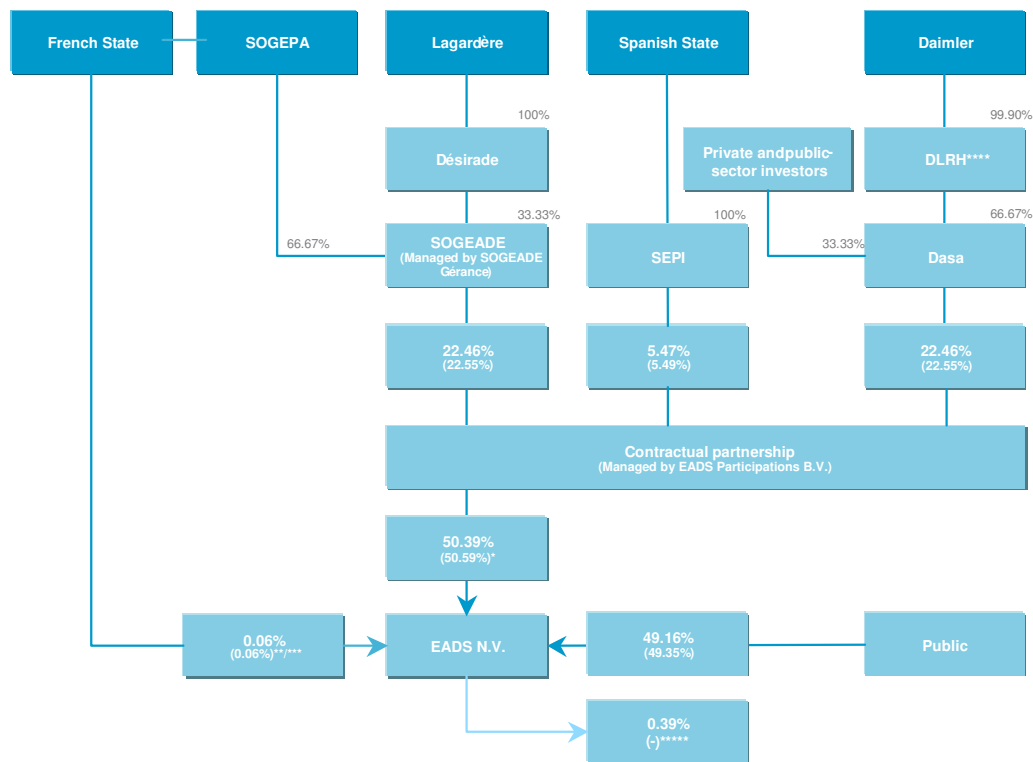 French State
SOGEPA
Lagardère
Spanish State
Daimler
100%
99.90%
Désirade
Private andpublic-
sector investors
DLRH****
33.33%
100%
66.67%
66.67%
SOGEADE
(Managed by SOGEADE
Gérance)
SEPI
33.33%
Dasa
22.46%
(22.55%)
5.47%
(5.49%)
22.46%
(22.55%)
Contractual partnership
(Managed by EADS Participations B.V.)
50.39%
(50.59%)*
0.06%
(0.06%)**/***
EADS N.V.
49.16%
(49.35%)
Public
0.39%
(-)*****